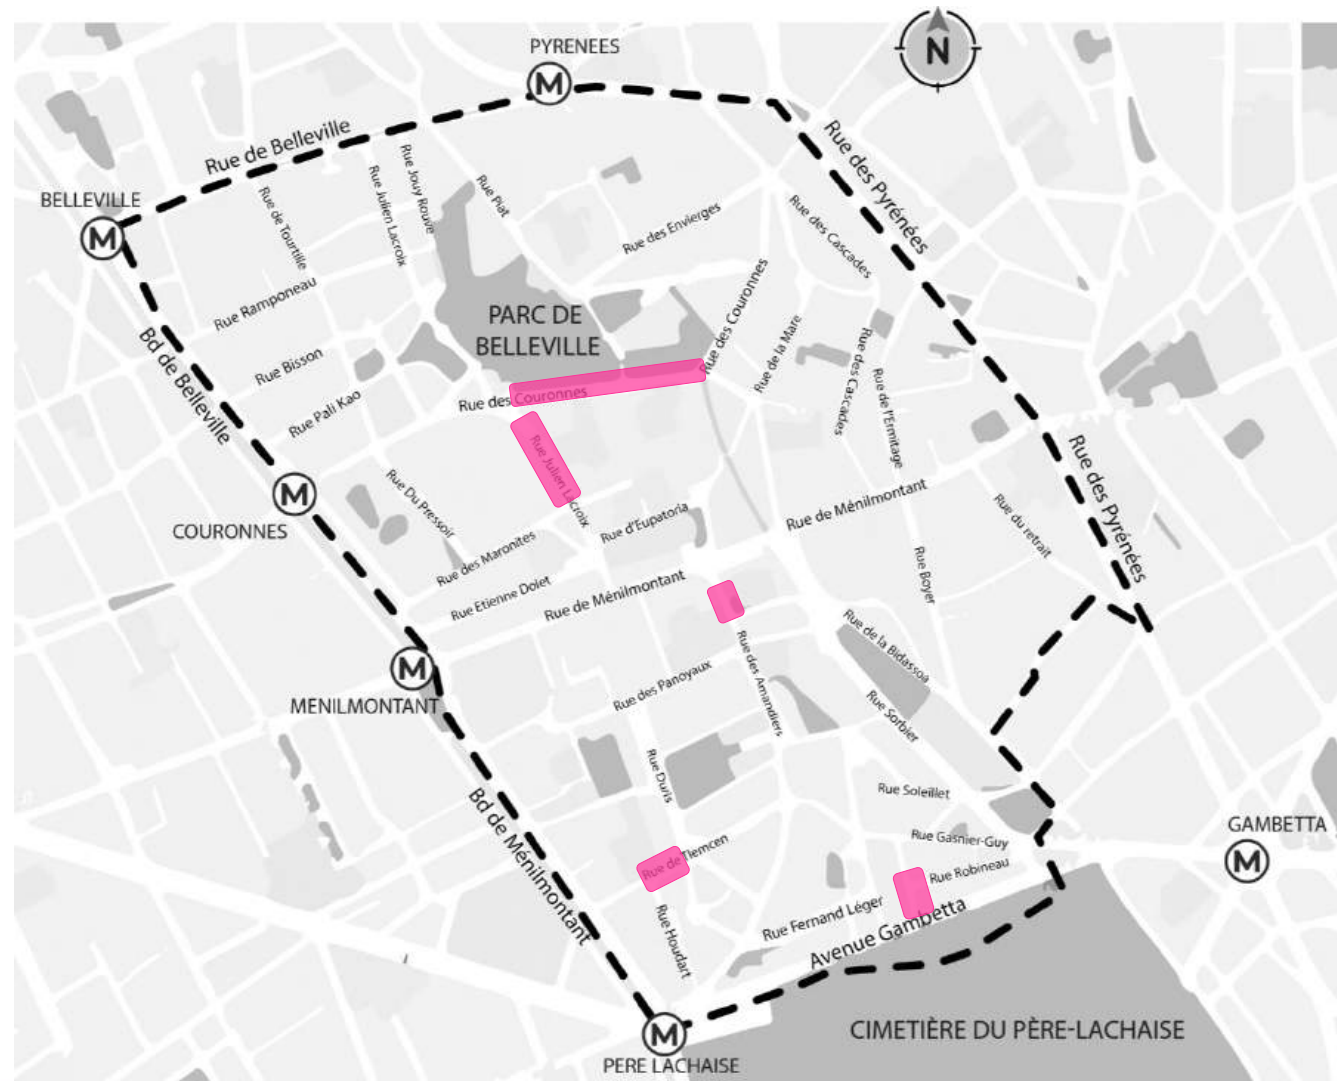 PYRENEES
M
N
Rue de Belleville
Rue des Pyrénées
BELLEVILLE
M
Rue de Tourtille
Rue Julien Lacroix
Rue Jouy Rouve
Rue Piat
Rue des Envierges
Rue des Cascades
Rue Ramponeau
PARC DE
BELLEVILLE
Rue des Couronnes
Rue de la Mare
Rue des Cascades
Rue de l'Ermitage
Bd de Belleville
Rue Bisson
Rue Pali Kao
Rue des Couronnes
Rue Julien Lacroix
M
COURONNES
Rue Du Pressoir
Rue des Maronites
Rue d'Eupatoria
Rue de Ménilmontant
Rue des Pyrénées
Rue du retrait
Rue Boyer
Rue Etienne Dolet
Rue de Ménilmontant
M
MENILMONTANT
Rue des Panoyaux
Rue des Amandiers
Rue de la Bidassoa
Rue Sorbier
Rue Duris
Bd de Ménilmontant
Rue Soleillet
Rue Gasnier-Guy
GAMBETTA
M
Rue de Tlemcen
Rue Robineau
Rue Houdart
Rue Fernand Léger
Avenue Gambetta
M
PERE LACHAISE
CIMETIÈRE DU PÈRE-LACHAISE